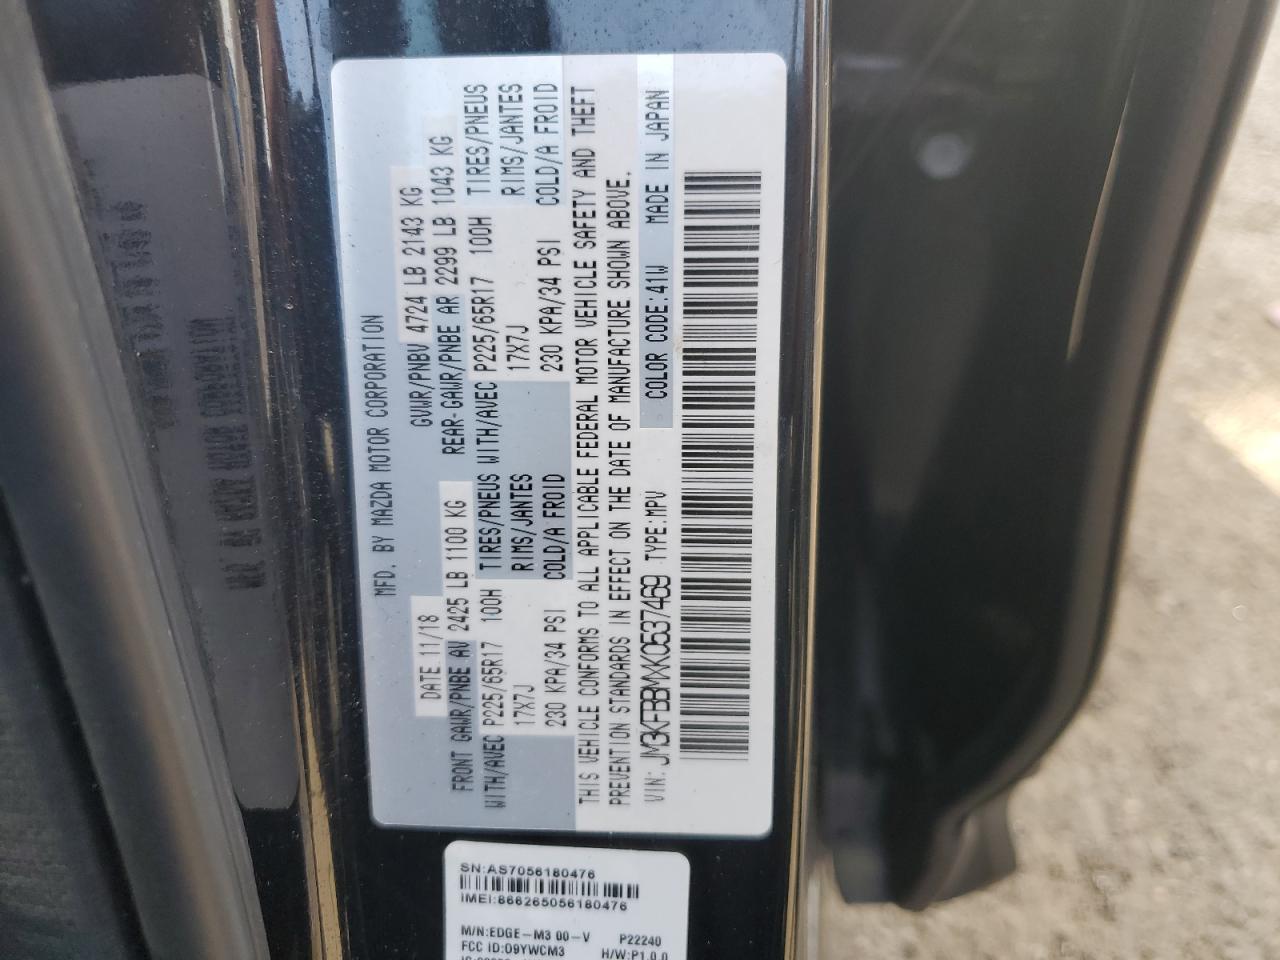 MFD. BY MAZDA MOTOR CORPORATION
DATE 11/18 GVWR/PNBV 4724 LB 2143 KG
FRONT GAWR/PNBE AV 2425 LB 1100 KG REAR-GAWR/PNBE AR 2299 LB 1043 KG
WITH/AVEC P225/65R17 100H TIRES/PNEUS WITH/AVEC P225/65R17 100H TIRES/PNEUS
17X7J RIMS/JANTES 17X7J RIMS/JANTES
230 KPA/34 PSI COLD/A FROID 230 KPA/34 PSI COLD/A FROID
THIS VEHICLE CONFORMS TO ALL APPLICABLE FEDERAL MOTOR VEHICLE SAFETY AND THEFT
PREVENTION STANDARDS IN EFFECT ON THE DATE OF MANUFACTURE SHOWN ABOVE.
VIN: JM3KFBBMXK0537469 TYPE:MPV COLOR CODE:41W MADE IN JAPAN
SN:AS7056180476
IMEI:866265056180476
M/N:EDGE-M3 00-V P22240
FCC ID:O9YWCM3 H/W:P1.0.0